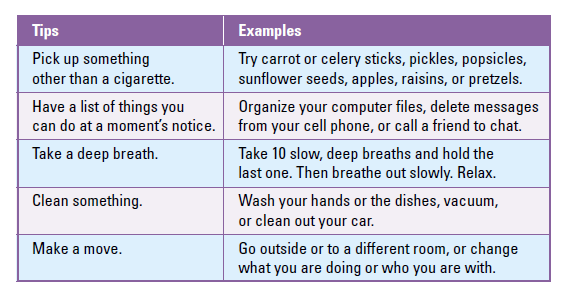 Tips
Examples
Pick up something
other than a cigarette.
Try carrot or celery sticks, pickles, popsicles,
sunflower seeds, apples, raisins, or pretzels.
Have a list of things you
can do at a moment's notice.
Organize your computer files, delete messages
from your cell phone, or call a friend to chat.
Take a deep breath.
Take 10 slow, deep breaths and hold the
last one. Then breathe out slowly. Relax.
Clean something.
Wash your hands or the dishes, vacuum,
or clean out your car.
Make a move.
Go outside or to a different room, or change
what you are doing or who you are with.